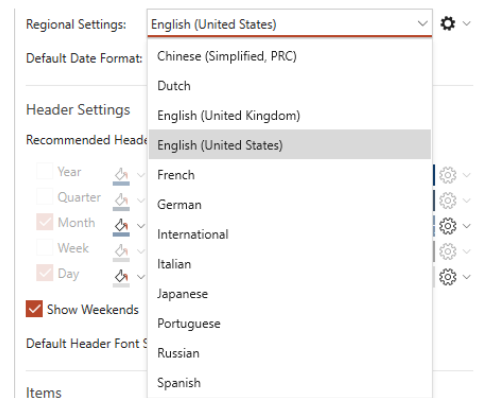 Regional Settings: English (United States)
Default Date Format:
Chinese (Simplified, PRC)
Dutch
English (United Kingdom)
English (United States)
French
German
International
Italian
Japanese
Portuguese
Russian
Spanish
Header Settings
Recommended Heade
Year
Quarter
Month
Week
Day
Show Weekends
Default Header Font S
Items